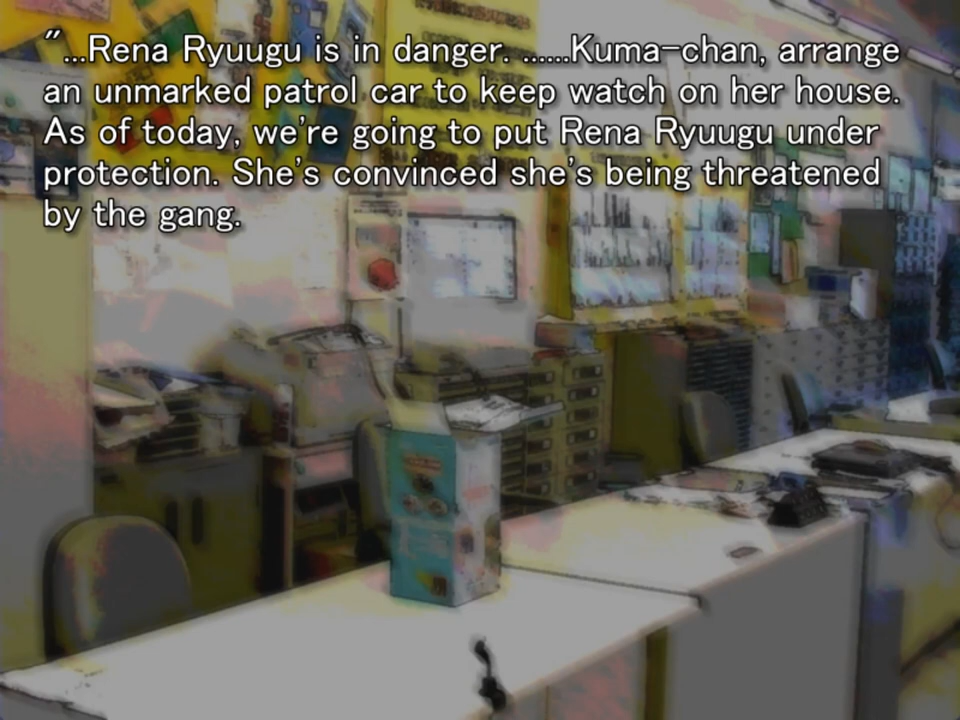 "...Rena Ryuugu is in danger. ......Kuma-chan, arrange
an unmarked patrol car to keep watch on her house.
As of today, we're going to put Rena Ryuugu under
protection. She's convinced she's being threatened
by the gang.